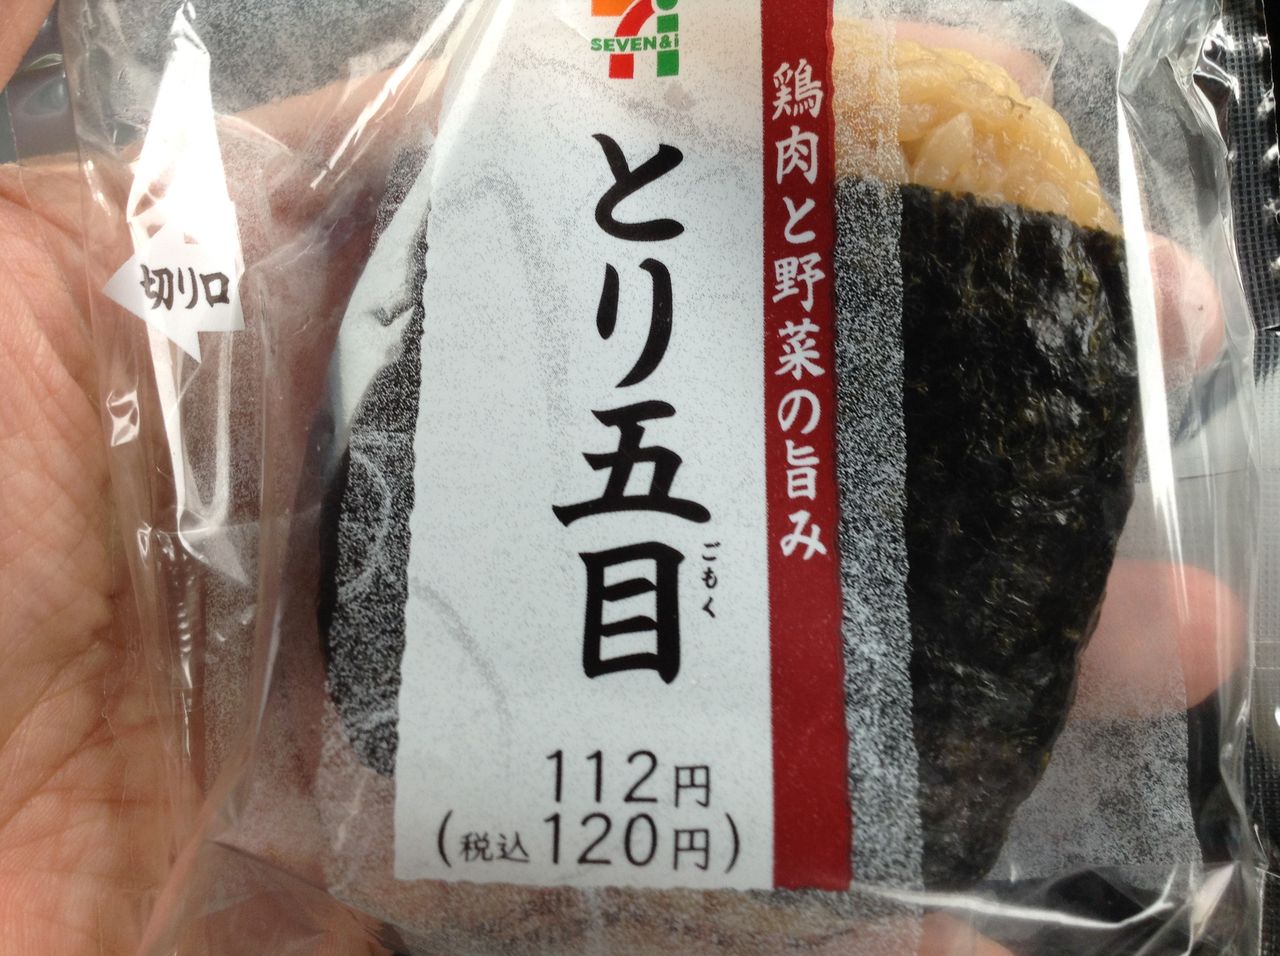 SEVEN&i
鶏肉と野菜の旨み
とり五目
ごもく
切り口
112円
(税込120円)